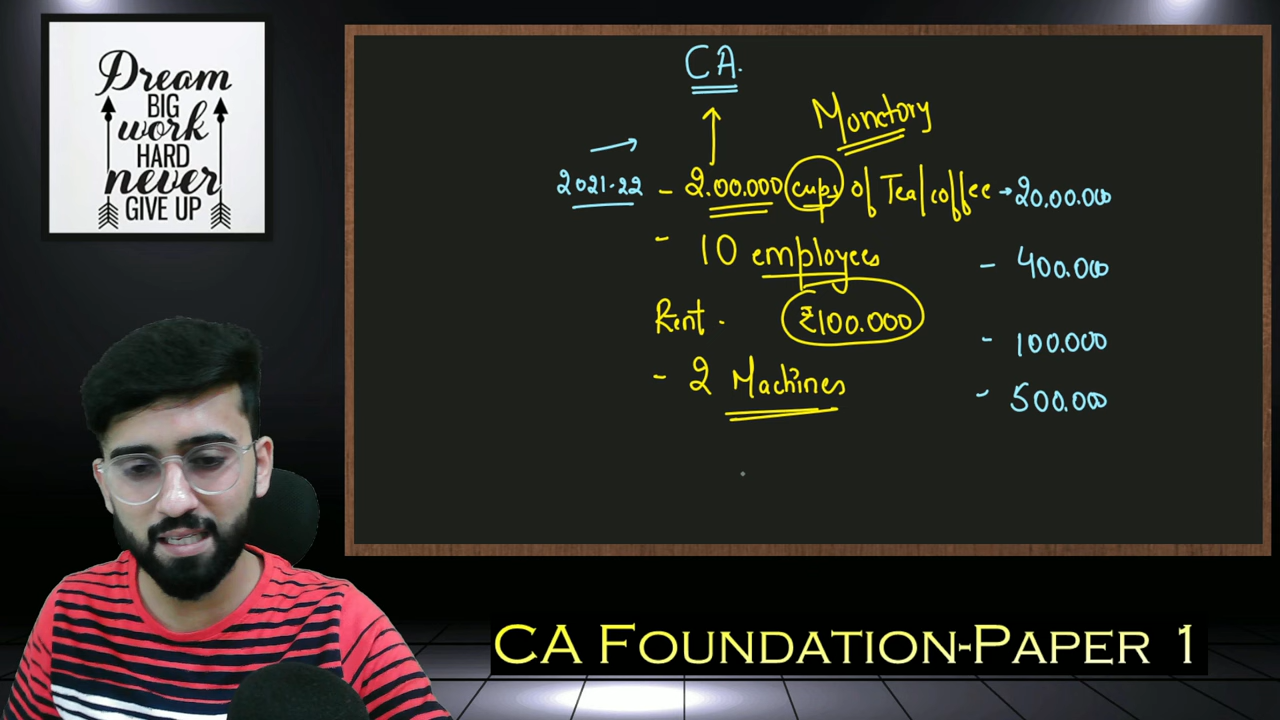 Dream
BIG
work
HARD
never
GIVE UP
CA.
Monetory
2021-22 - 2.00.000 cups of Tea/coffee → 20.00.000
- 10 employees - 400.000
Rent. ₹100.000 - 100.000
- 2 Machines - 500.000
CA FOUNDATION-PAPER 1